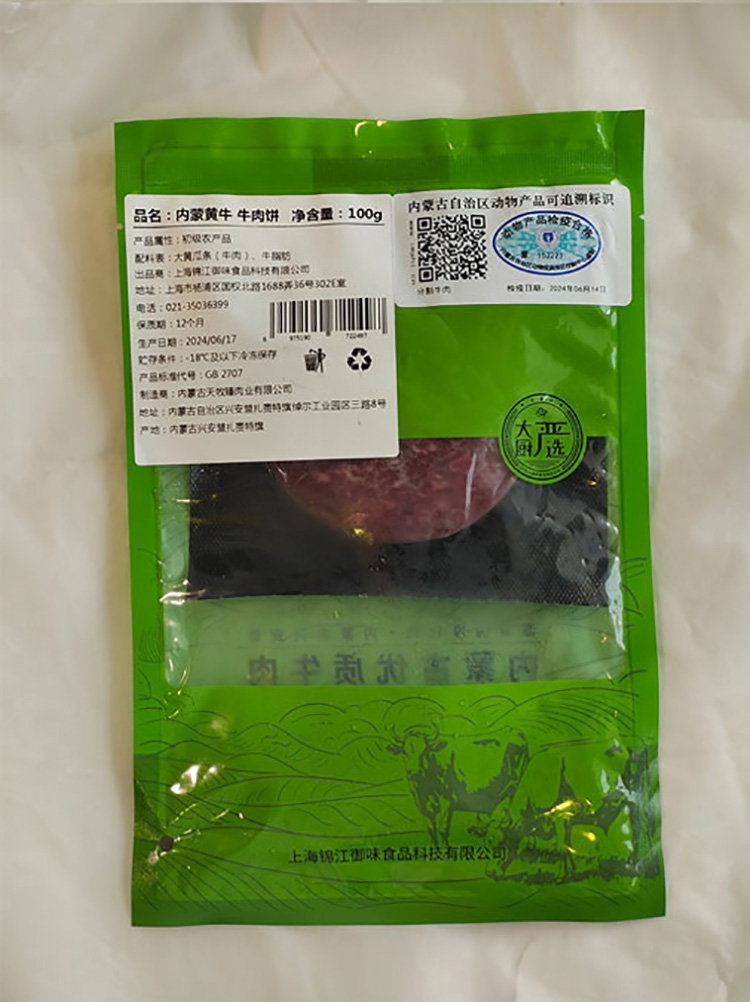 品名：内蒙黄牛 牛肉饼 净含量：100g
产品属性：初级农产品
配料表：大黄瓜条（牛肉）、牛脂肪
出品商：上海锦江御味食品科技有限公司
地址：上海市杨浦区国权北路1688弄36号302E室
电话：021-35036399
保质期：12个月
生产日期：2024/06/17
贮存条件：-18℃及以下冷冻保存
产品标准代号：GB 2707
制造商：内蒙古天牧臻肉业有限公司
地址：内蒙古自治区兴安盟扎赉特旗绰尔工业园区三路8号
产地：内蒙古兴安盟扎赉特旗
6 975190 722487
内蒙古自治区动物产品可追溯标识
动物产品检疫合格
分割牛肉
检疫日期：2024年06月14日
大厨严选
内蒙古优质牛肉
上海锦江御味食品科技有限公司